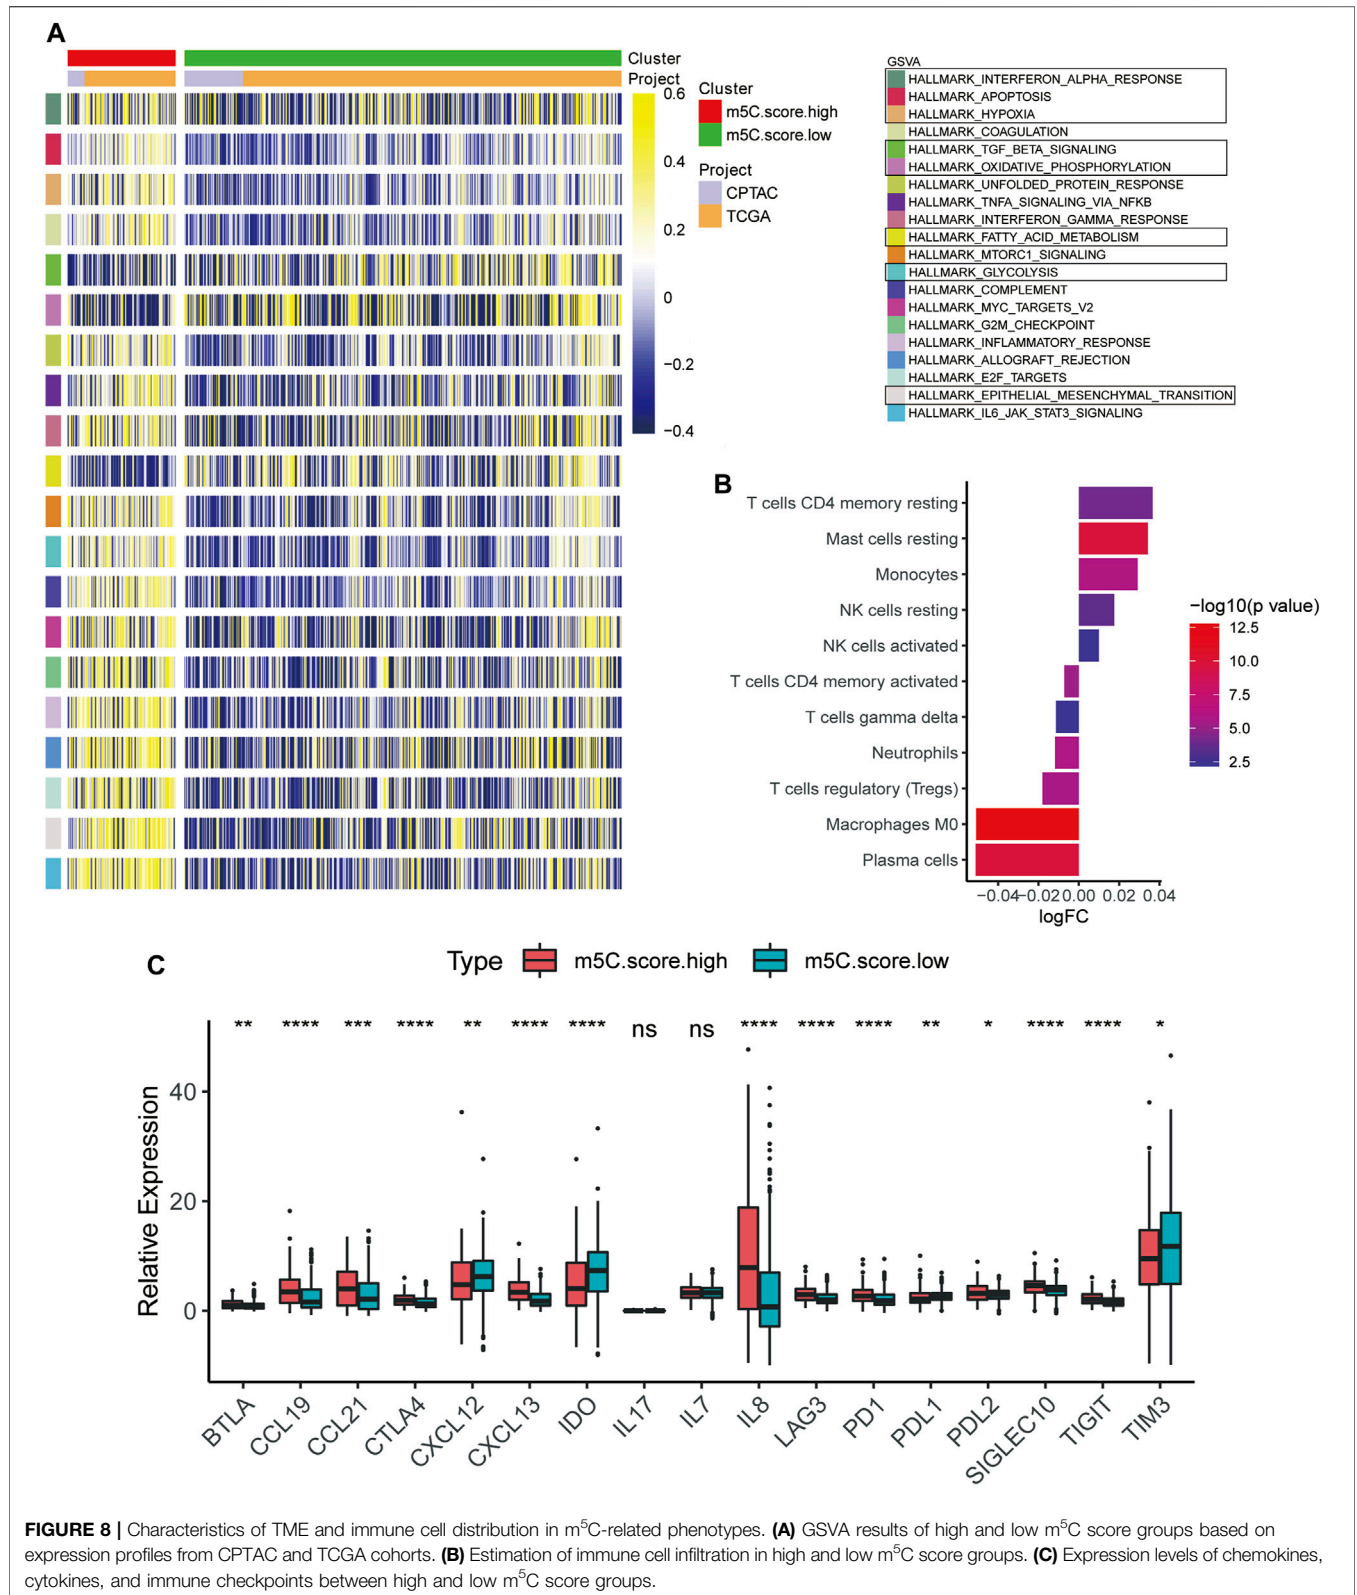 A
Cluster
Project
0.6
0.4
0.2
0
−0.2
−0.4
Cluster
m5C.score.high
m5C.score.low
Project
CPTAC
TCGA
GSVA
HALLMARK_INTERFERON_ALPHA_RESPONSE
HALLMARK_APOPTOSIS
HALLMARK_HYPOXIA
HALLMARK_COAGULATION
HALLMARK_TGF_BETA_SIGNALING
HALLMARK_OXIDATIVE_PHOSPHORYLATION
HALLMARK_UNFOLDED_PROTEIN_RESPONSE
HALLMARK_TNFA_SIGNALING_VIA_NFKB
HALLMARK_INTERFERON_GAMMA_RESPONSE
HALLMARK_FATTY_ACID_METABOLISM
HALLMARK_MTORC1_SIGNALING
HALLMARK_GLYCOLYSIS
HALLMARK_COMPLEMENT
HALLMARK_MYC_TARGETS_V2
HALLMARK_G2M_CHECKPOINT
HALLMARK_INFLAMMATORY_RESPONSE
HALLMARK_ALLOGRAFT_REJECTION
HALLMARK_E2F_TARGETS
HALLMARK_EPITHELIAL_MESENCHYMAL_TRANSITION
HALLMARK_IL6_JAK_STAT3_SIGNALING
B
T cells CD4 memory resting
Mast cells resting
Monocytes
NK cells resting
NK cells activated
T cells CD4 memory activated
T cells gamma delta
Neutrophils
T cells regulatory (Tregs)
Macrophages M0
Plasma cells
−0.04 −0.02 0.00 0.02 0.04
logFC
−log10(p value)
12.5
10.0
7.5
5.0
2.5
C
Type m5C.score.high m5C.score.low
** **** *** **** ** **** **** ns ns **** **** **** ** * **** **** *
Relative Expression
40
20
0
BTLA CCL19 CCL21 CTLA4 CXCL12 CXCL13 IDO IL17 IL7 IL8 LAG3 PD1 PDL1 PDL2 SIGLEC10 TIGIT TIM3
FIGURE 8 | Characteristics of TME and immune cell distribution in m⁵C-related phenotypes. (A) GSVA results of high and low m⁵C score groups based on
expression profiles from CPTAC and TCGA cohorts. (B) Estimation of immune cell infiltration in high and low m⁵C score groups. (C) Expression levels of chemokines,
cytokines, and immune checkpoints between high and low m⁵C score groups.